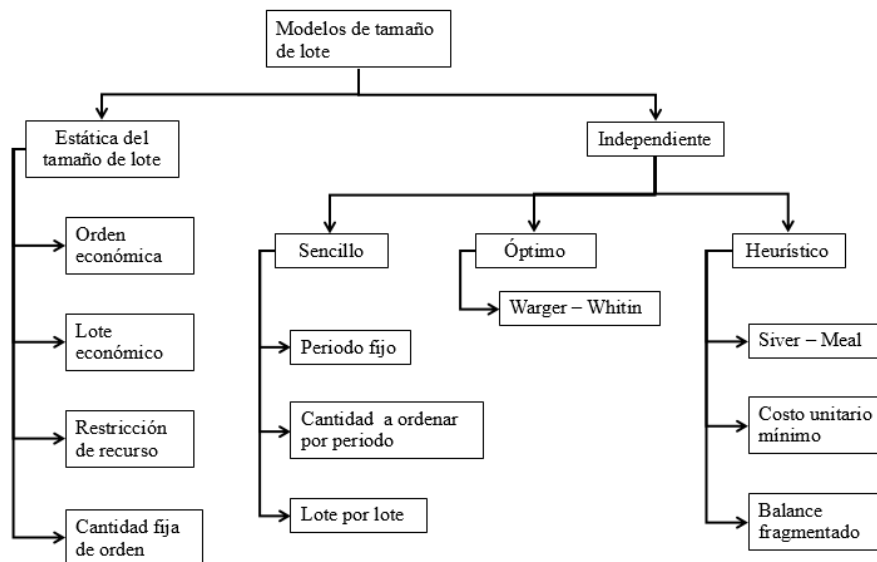 Modelos de tamaño
de lote
Estática del
tamaño de lote
Independiente
Orden
económica
Lote
económico
Restricción
de recurso
Cantidad fija
de orden
Sencillo
Periodo fijo
Cantidad a ordenar
por periodo
Lote por lote
Óptimo
Warger – Whitin
Heurístico
Siver – Meal
Costo unitario
mínimo
Balance
fragmentado